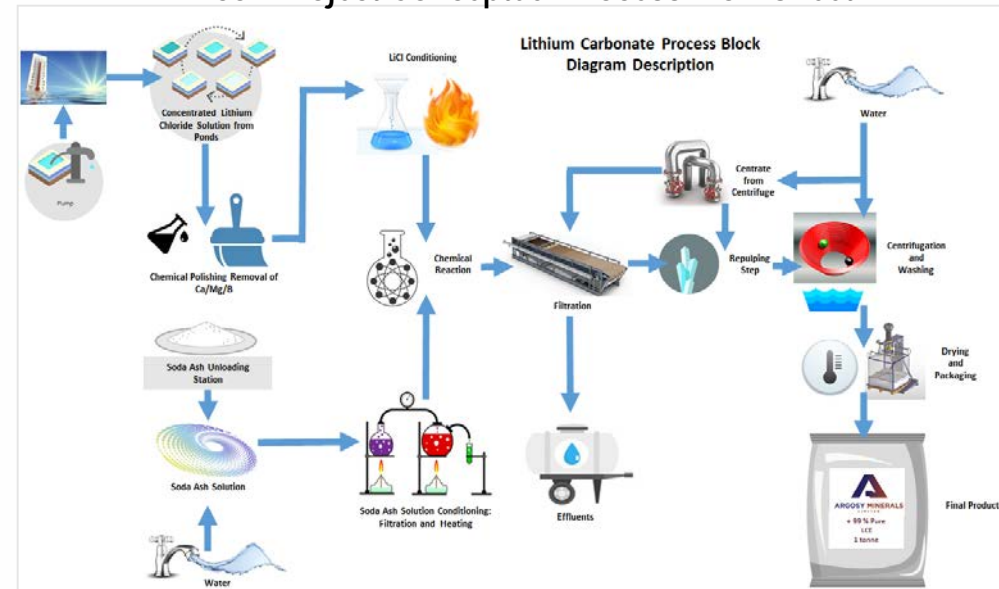 Lithium Carbonate Process Block
Diagram Description
LiCl Conditioning
Concentrated Lithium
Chloride Solution from
Ponds
Water
Pump
Centrate
from
Centrifuge
Chemical
Reaction
Repulping
Step
Centrifugation
and
Washing
Chemical Polishing Removal of
Ca/Mg/B
Filtration
Soda Ash Unloading
Station
Drying
and
Packaging
Soda Ash Solution
Soda Ash Solution Conditioning:
Filtration and Heating
Effluents
ARGOSY MINERALS
LIMITED
+ 99 % Pure
LCE
1 tonne
Final Product
Water